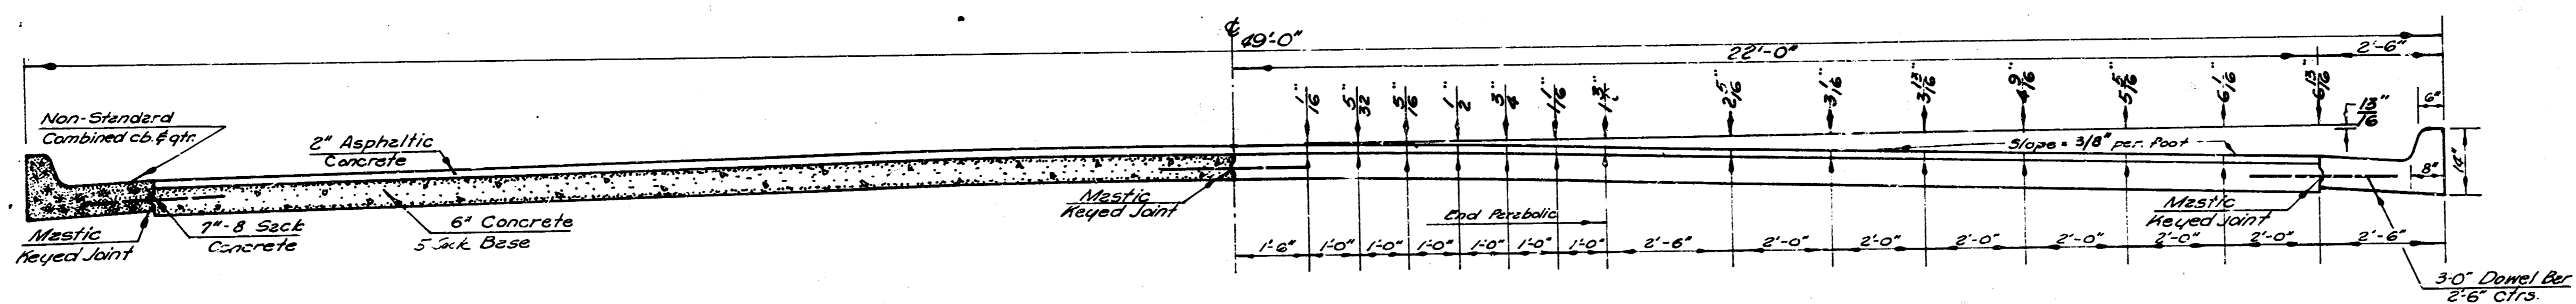 ℄
49'-0"
22'-0"
2'-6"
1/16" 5/32" 5/16" 1/2" 3/4" 1 1/16" 2 5/16" 3 1/16" 3 13/16" 4 9/16" 5 5/16" 6 1/16" 6 13/16"
13/16"
6"
Non-Standard
Combined cb. & gtr.
2" Asphaltic
Concrete
Slope = 3/8" per. foot
14"
8"
Mastic
Keyed Joint
7"-8 Sack
Concrete
6" Concrete
5 Sack Base
Mastic
Keyed Joint
End Parabolic
Mastic
Keyed Joint
1'-6" 1'-0" 1'-0" 1'-0" 1'-0" 1'-0" 1'-0" 2'-6" 2'-0" 2'-0" 2'-0" 2'-0" 2'-0" 2'-0" 2'-6"
3-0" Dowel Bar
2'-6" Ctrs.